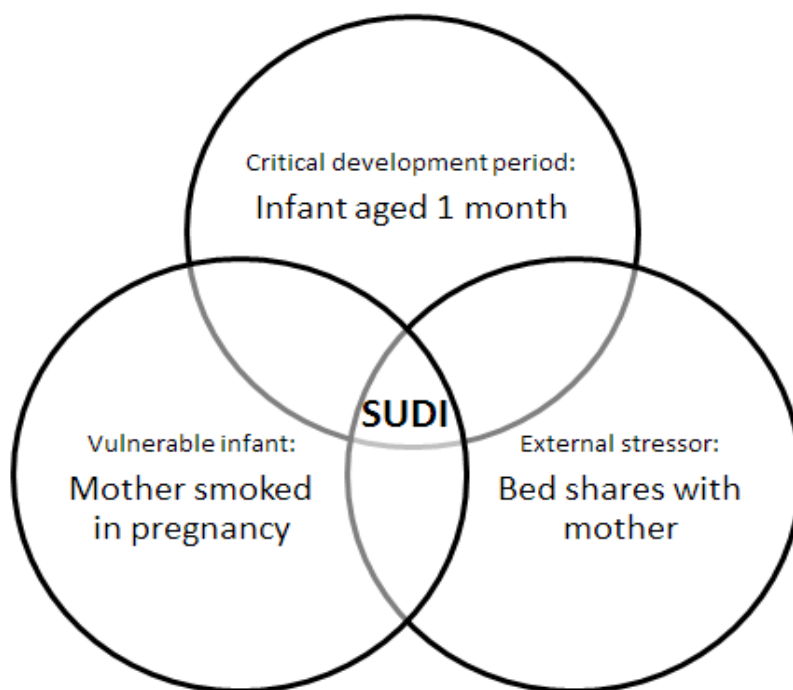 Critical development period:
Infant aged 1 month
SUDI
Vulnerable infant:
Mother smoked
in pregnancy
External stressor:
Bed shares with
mother